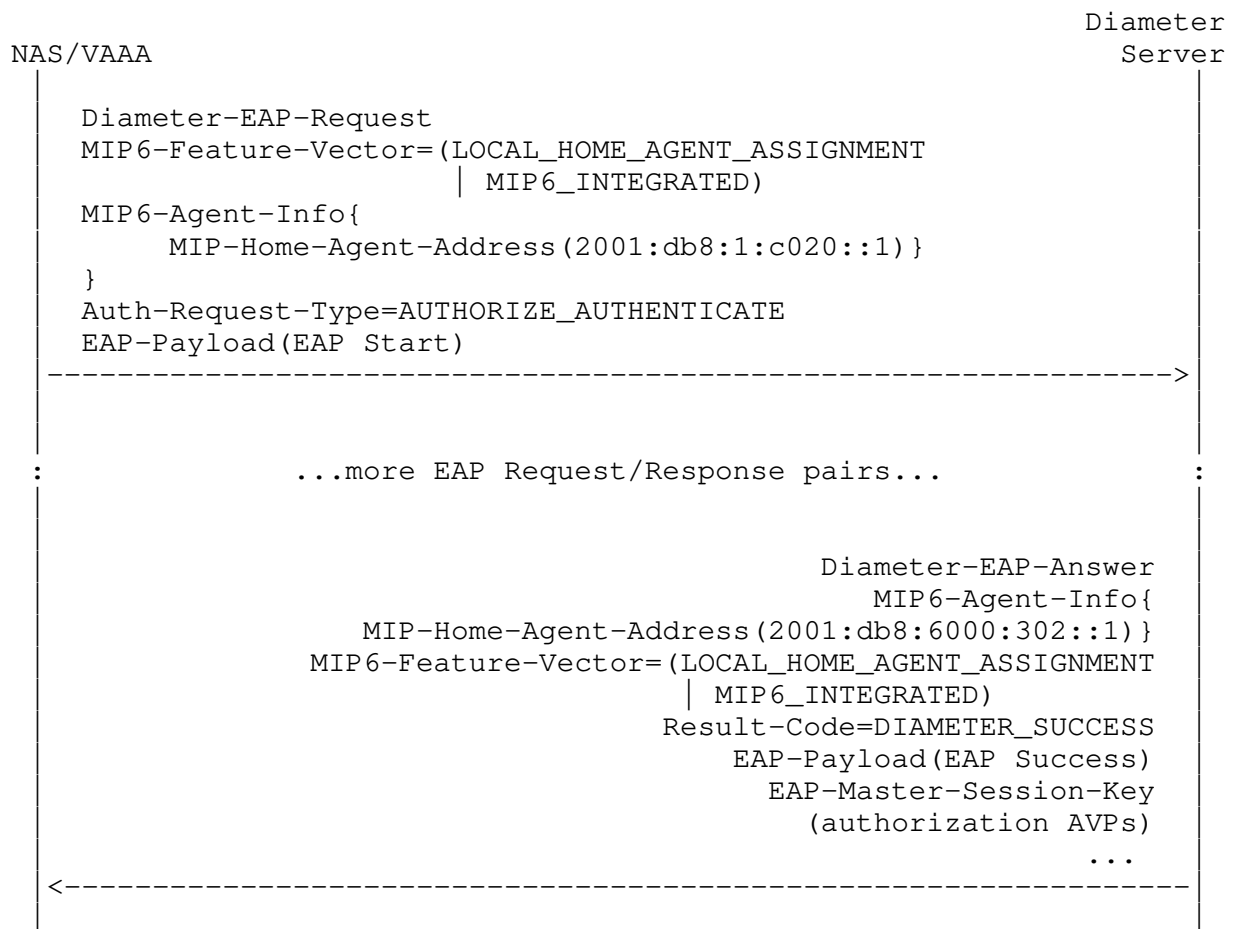 Diameter
NAS/VAAA Server
Diameter-EAP-Request
MIP6-Feature-Vector=(LOCAL_HOME_AGENT_ASSIGNMENT
| MIP6_INTEGRATED)
MIP6-Agent-Info{
MIP-Home-Agent-Address(2001:db8:1:c020::1)}
}
Auth-Request-Type=AUTHORIZE_AUTHENTICATE
EAP-Payload(EAP Start)
...more EAP Request/Response pairs...
Diameter-EAP-Answer
MIP6-Agent-Info{
MIP-Home-Agent-Address(2001:db8:6000:302::1)}
MIP6-Feature-Vector=(LOCAL_HOME_AGENT_ASSIGNMENT
| MIP6_INTEGRATED)
Result-Code=DIAMETER_SUCCESS
EAP-Payload(EAP Success)
EAP-Master-Session-Key
(authorization AVPs)
...